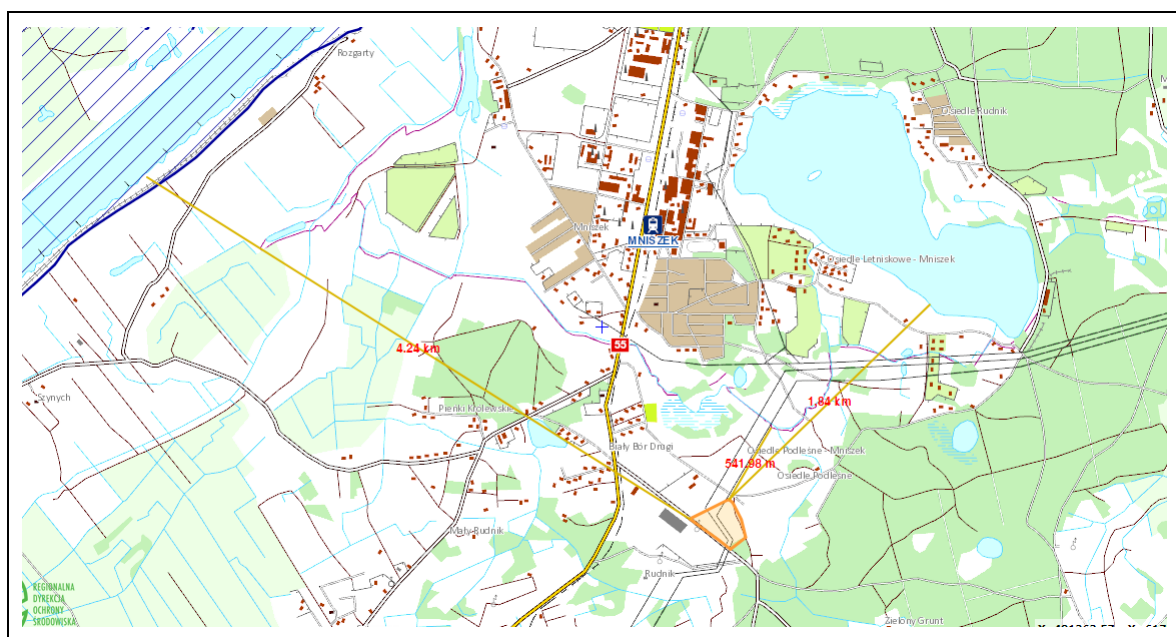 Rozgarty
Osiedle Rudnik
Mniszek
MNISZEK
Osiedle Letniskowe - Mniszek
55
4.24 km
Szynych
Pieńki Królewskie
1,84 km
Biały Bór Drugi
Osiedle Podleśne - Mniszek
541.98 m
Osiedle Podleśne
Mały Rudnik
Rudnik
REGIONALNA
DYREKCJA
OCHRONY
ŚRODOWISKA
Zielony Grunt